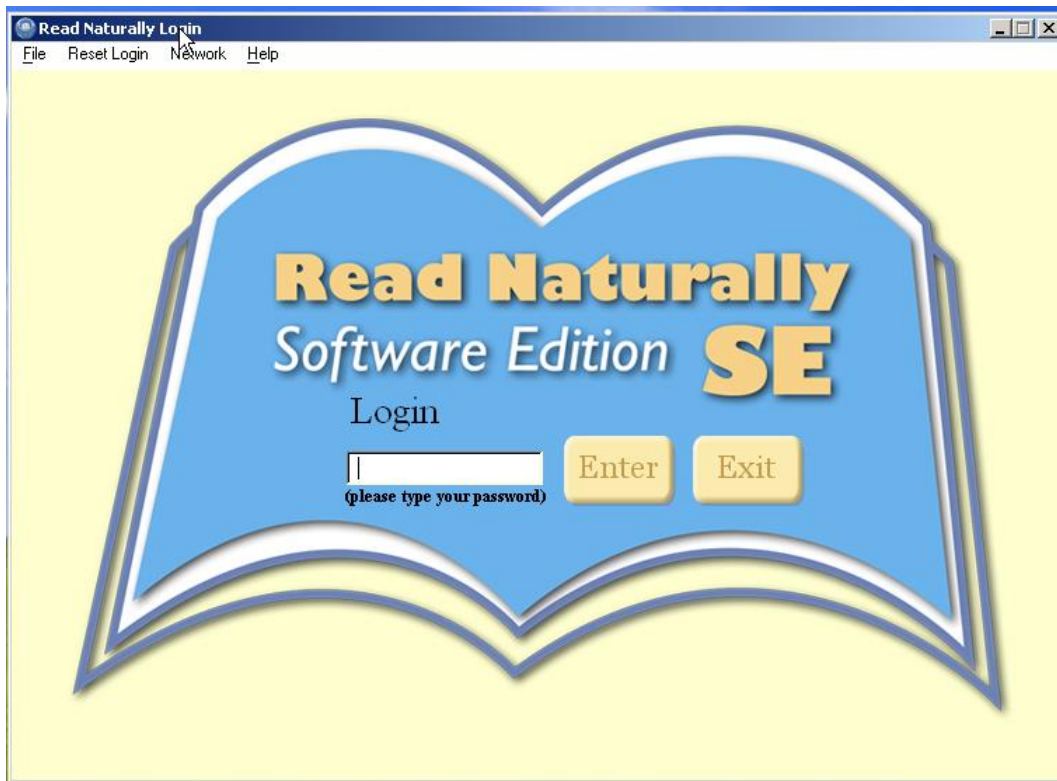 Read Naturally Login
File Reset Login Network Help
Read Naturally
Software Edition SE
Login
Enter Exit
(please type your password)